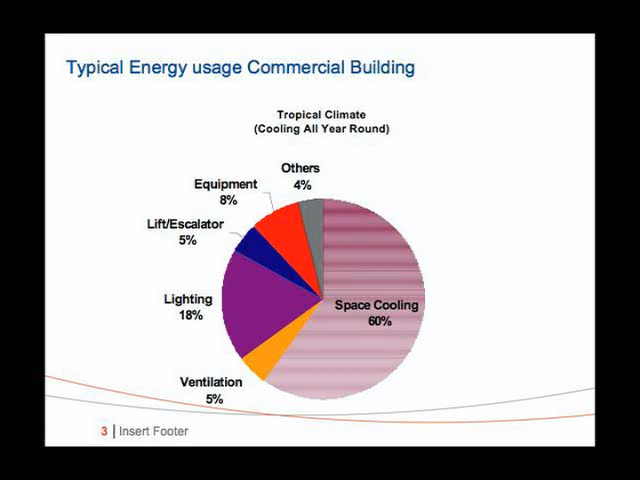 Typical Energy usage Commercial Building
Tropical Climate
(Cooling All Year Round)
Others
4%
Equipment
8%
Lift/Escalator
5%
Lighting
18%
Space Cooling
60%
Ventilation
5%
3 | Insert Footer